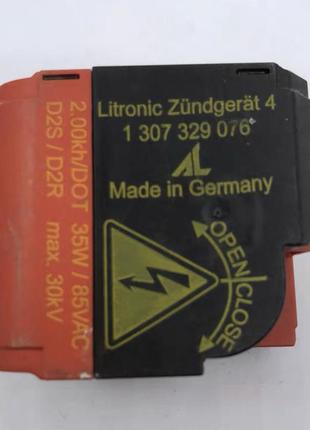 Litronic Zündgerät 4
1 307 329 076
AL
Made in Germany
OPEN
CLOSE
2.00kh/DOT 35W / 85VAC
D2S / D2R max. 30kV